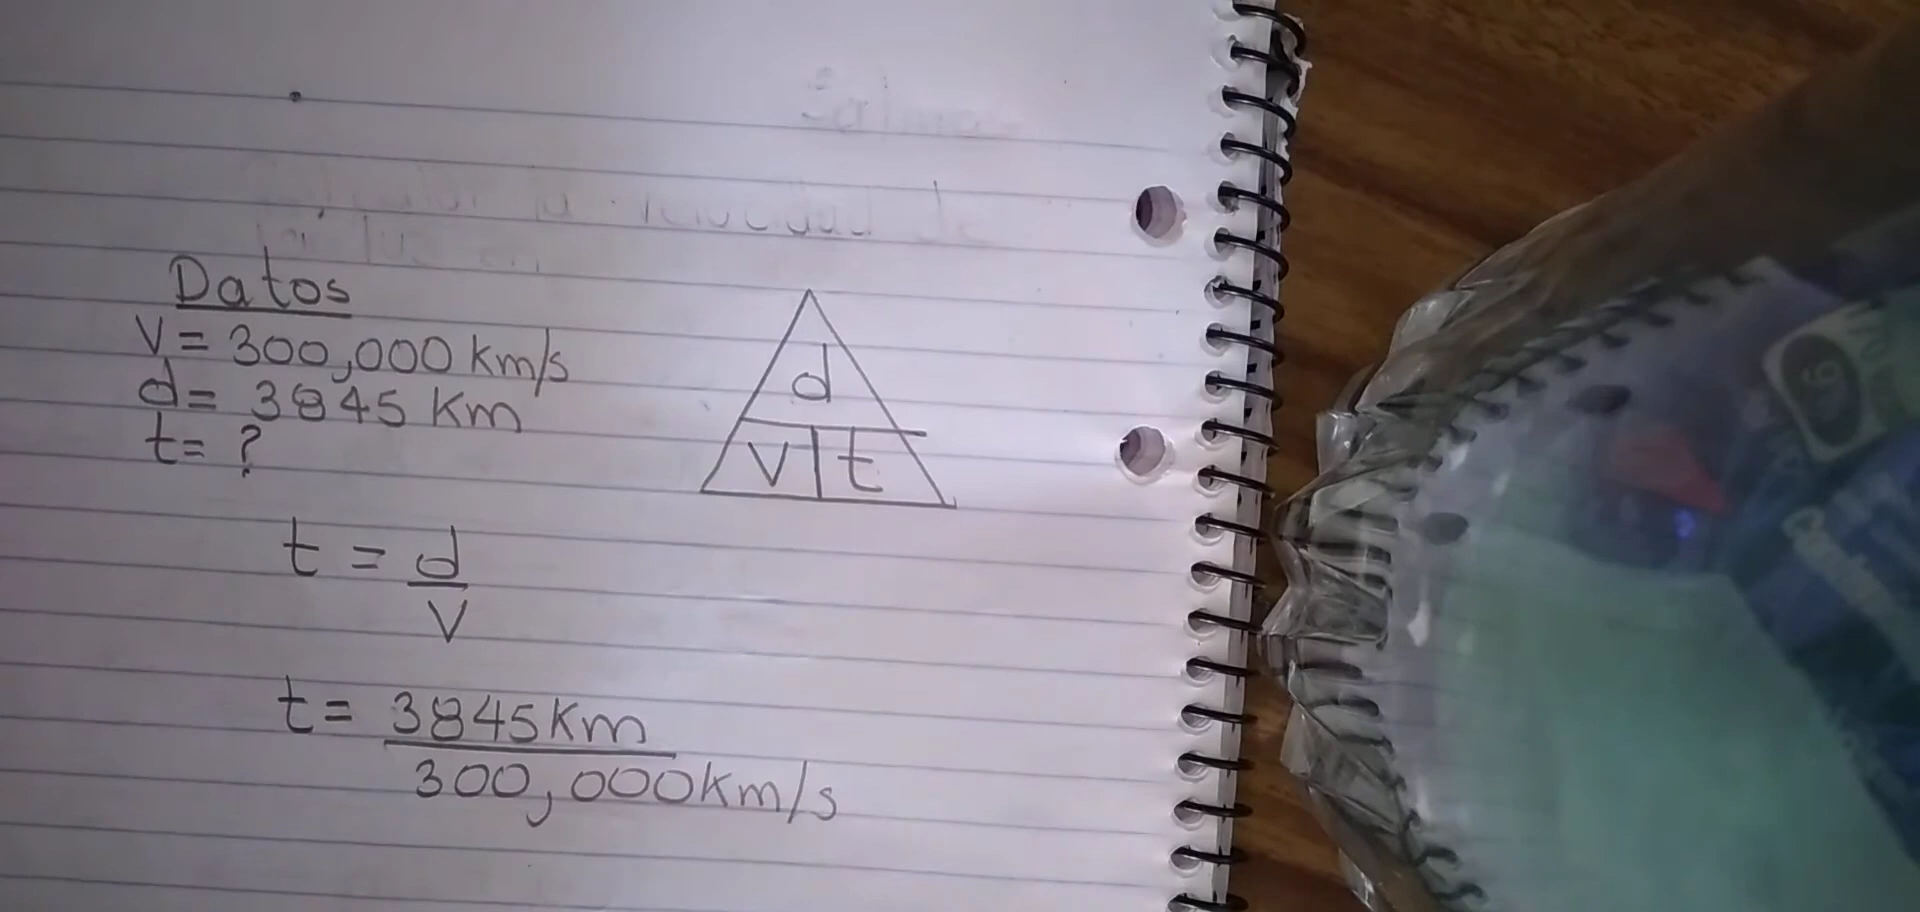 Datos
V = 300,000 km/s
d = 3845 Km
t = ?
d
V t
t = d
V
t = 3845 Km
300,000 km/s